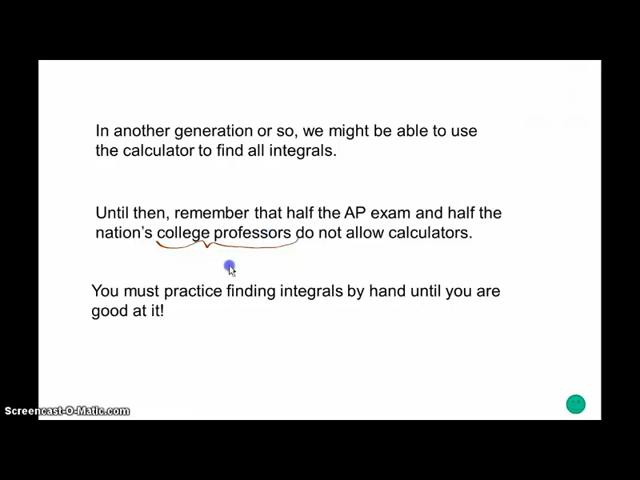 In another generation or so, we might be able to use
the calculator to find all integrals.
Until then, remember that half the AP exam and half the
nation's college professors do not allow calculators.
You must practice finding integrals by hand until you are
good at it!
Screencast-O-Matic.com